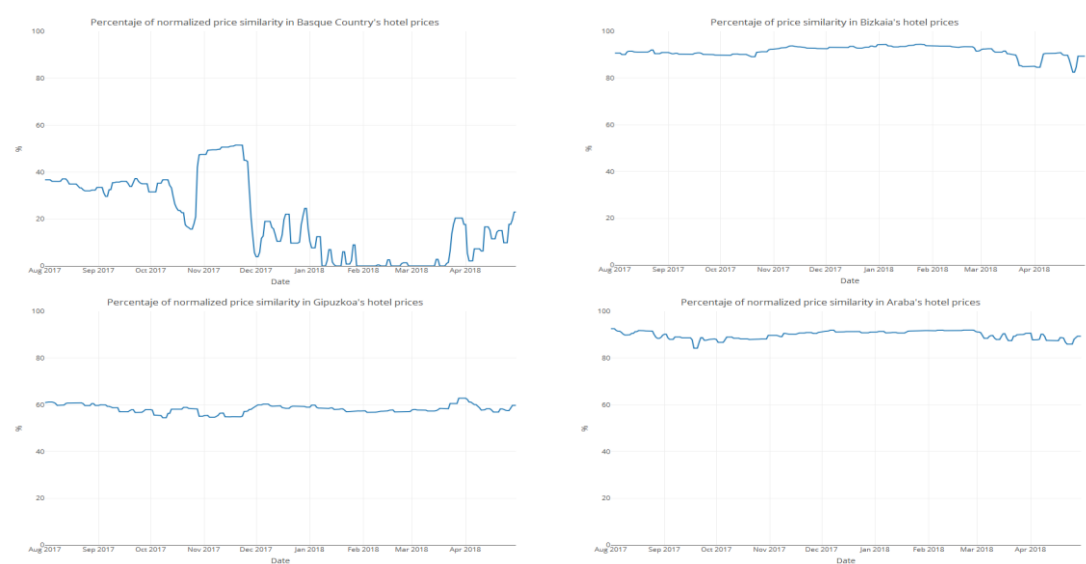 Percentaje of normalized price similarity in Basque Country's hotel prices
100
80
60
40
20
0
%
Aug 2017 Sep 2017 Oct 2017 Nov 2017 Dec 2017 Jan 2018 Feb 2018 Mar 2018 Apr 2018
Date
Percentaje of price similarity in Bizkaia's hotel prices
100
80
60
40
20
0
%
Aug 2017 Sep 2017 Oct 2017 Nov 2017 Dec 2017 Jan 2018 Feb 2018 Mar 2018 Apr 2018
Date
Percentaje of normalized price similarity in Gipuzkoa's hotel prices
100
80
60
40
20
0
%
Aug 2017 Sep 2017 Oct 2017 Nov 2017 Dec 2017 Jan 2018 Feb 2018 Mar 2018 Apr 2018
Date
Percentaje of normalized price similarity in Araba's hotel prices
100
80
60
40
20
0
%
Aug 2017 Sep 2017 Oct 2017 Nov 2017 Dec 2017 Jan 2018 Feb 2018 Mar 2018 Apr 2018
Date